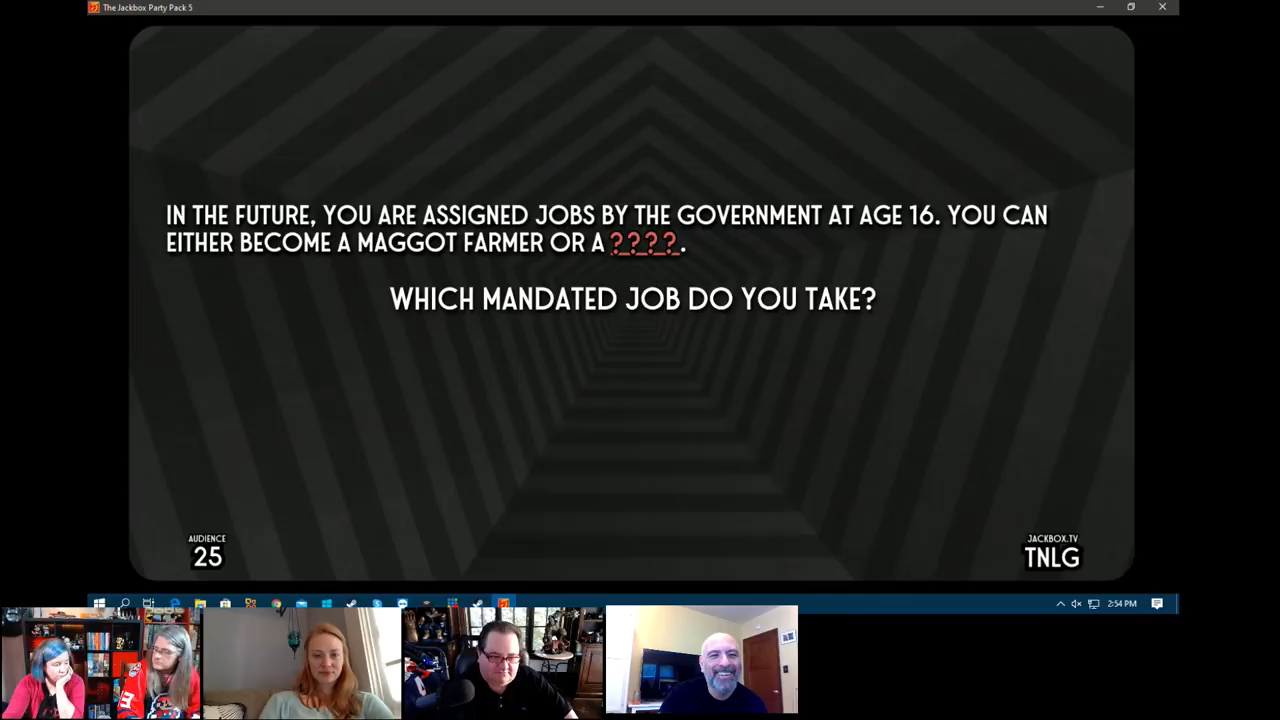 The Jackbox Party Pack 5
IN THE FUTURE, YOU ARE ASSIGNED JOBS BY THE GOVERNMENT AT AGE 16. YOU CAN
EITHER BECOME A MAGGOT FARMER OR A ????.
WHICH MANDATED JOB DO YOU TAKE?
AUDIENCE
25
JACKBOX.TV
TNLG
2:54 PM